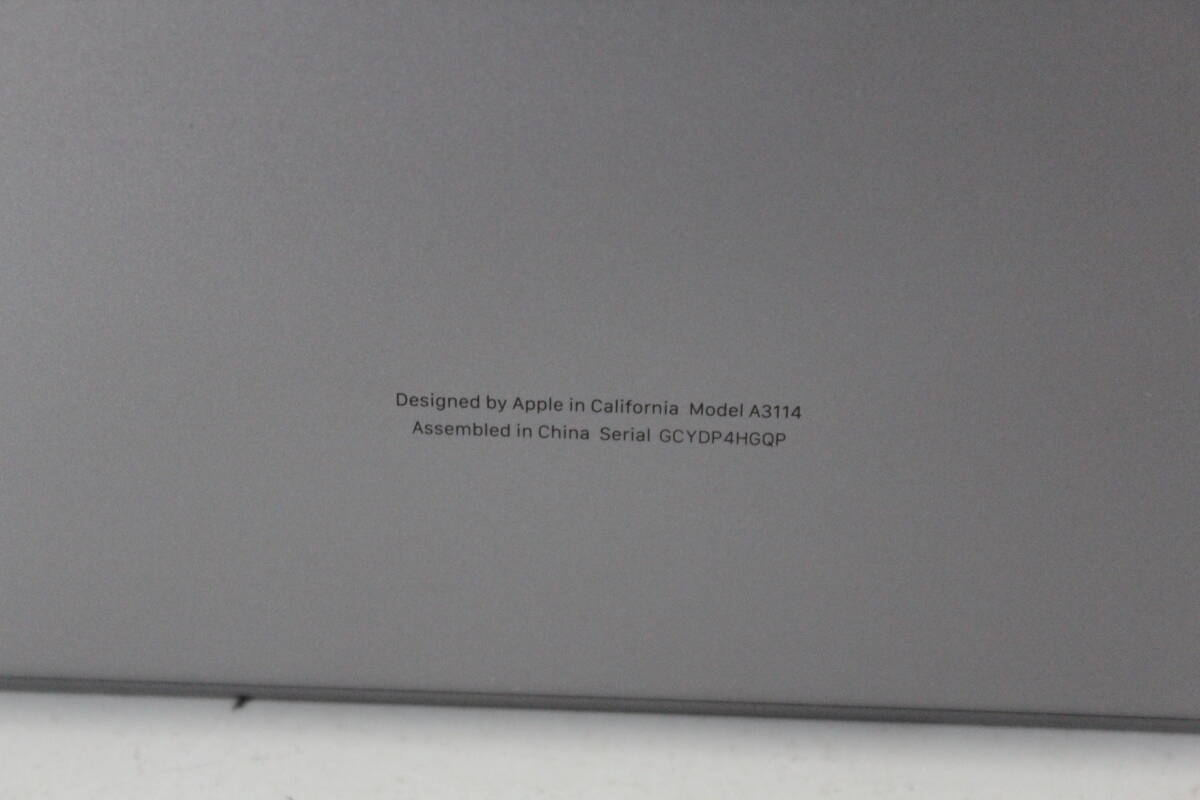 Designed by Apple in California Model A3114
Assembled in China Serial GCYDP4HGQP